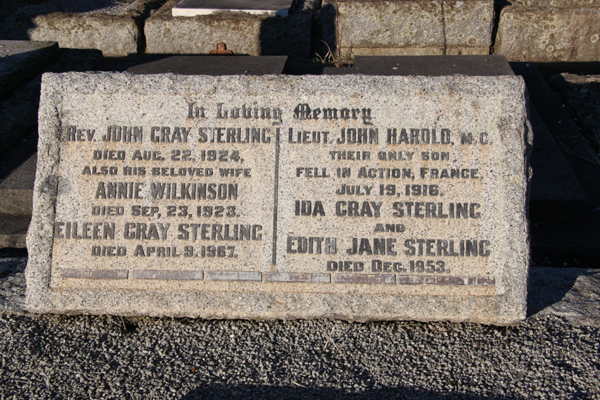 In Loving Memory
REV. JOHN GRAY STERLING
DIED AUG. 22, 1924,
ALSO HIS BELOVED WIFE
ANNIE WILKINSON
DIED SEP. 23, 1923.
EILEEN GRAY STERLING
DIED APRIL 9. 1967.
LIEUT. JOHN HAROLD, M.C.
THEIR ONLY SON
FELL IN ACTION, FRANCE,
JULY 19, 1916.
IDA GRAY STERLING
AND
EDITH JANE STERLING
DIED DEC. 1953.